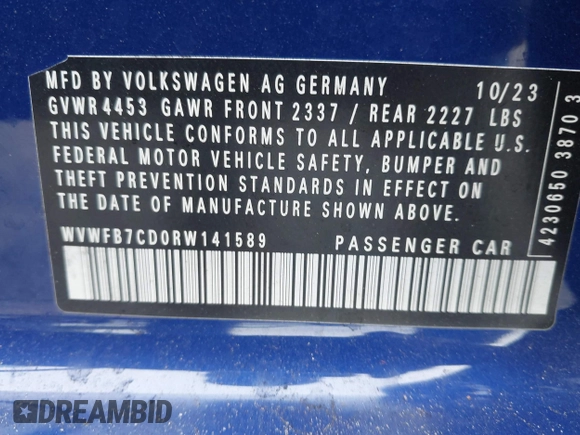 MFD BY VOLKSWAGEN AG GERMANY 10/23
GVWR 4453 GAWR FRONT 2337 / REAR 2227 LBS
THIS VEHICLE CONFORMS TO ALL APPLICABLE U.S.
FEDERAL MOTOR VEHICLE SAFETY, BUMPER AND
THEFT PREVENTION STANDARDS IN EFFECT ON
THE DATE OF MANUFACTURE SHOWN ABOVE.
WVWFB7CD0RW141589 PASSENGER CAR
4230650 3870 3
DREAMBID